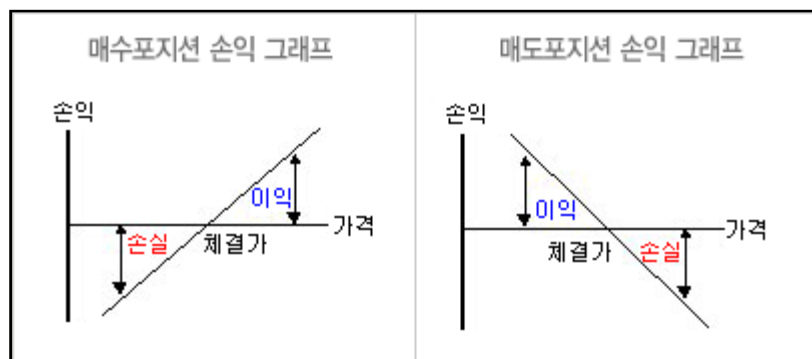 매수포지션 손익 그래프
손익
이익
가격
손실
체결가
매도포지션 손익 그래프
손익
이익
가격
체결가
손실